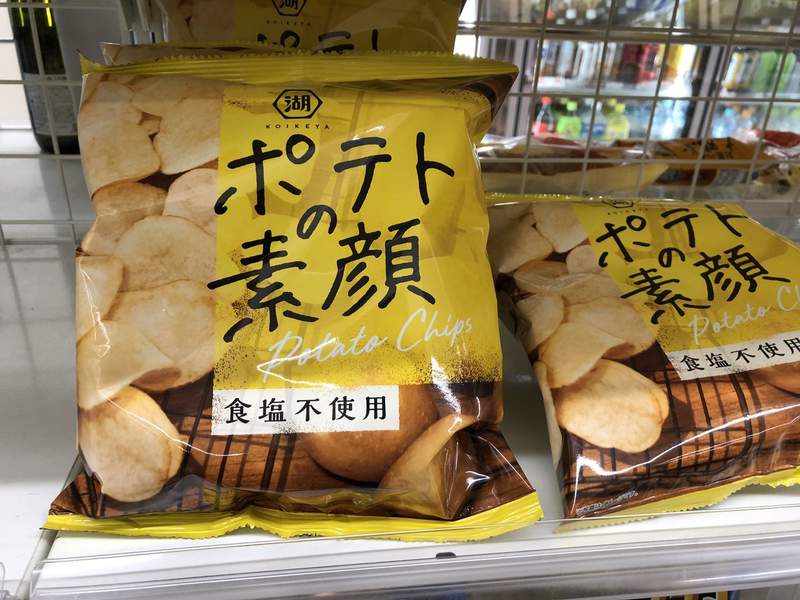 湖
KOIKEYA
ポテト
の
素顔
Potato Chips
食塩不使用
ポテト
の
素顔
Potato Ch
食塩不使用